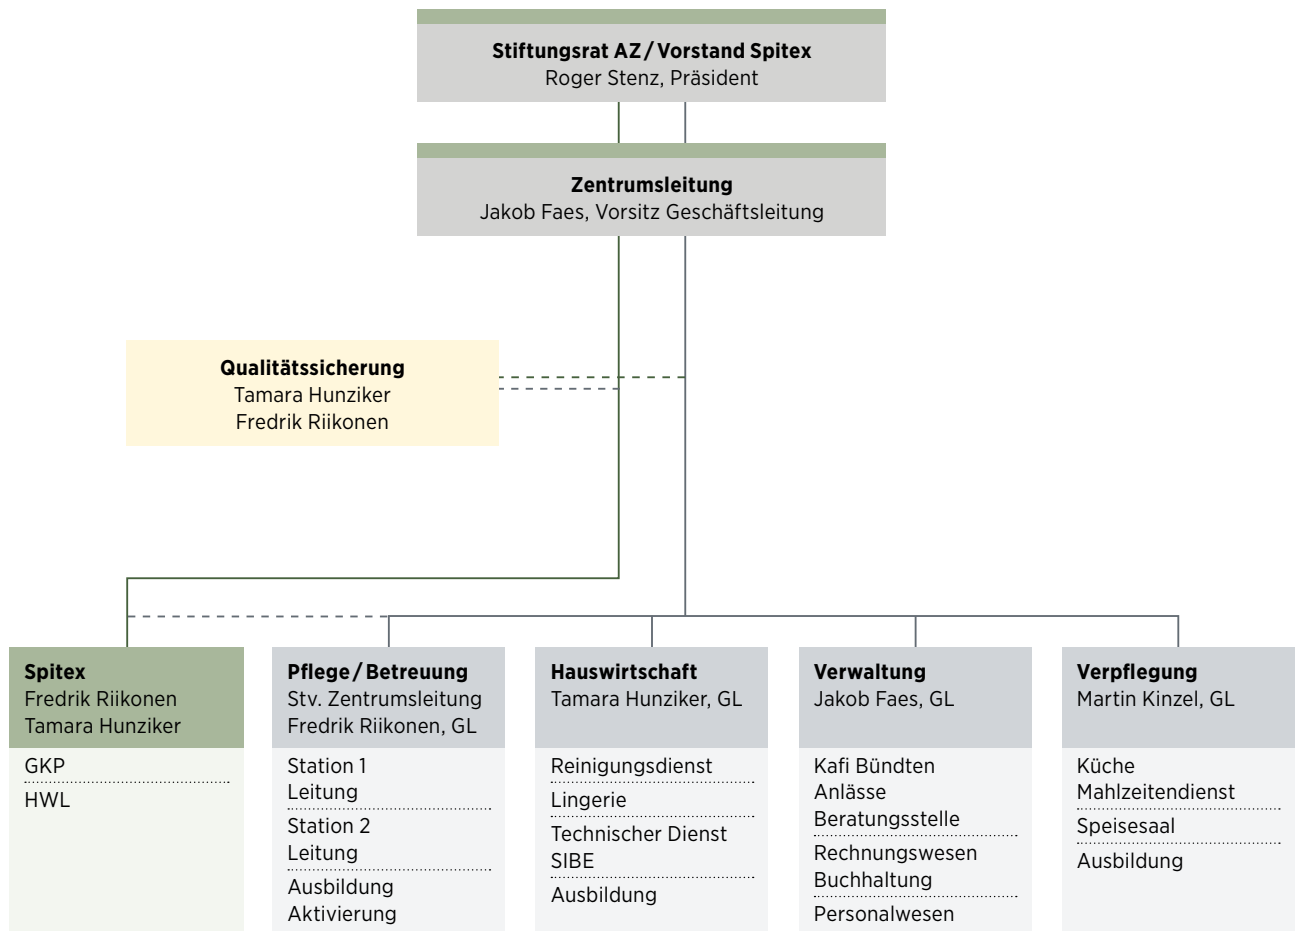 Stiftungsrat AZ / Vorstand Spitex
Roger Stenz, Präsident
Zentrumsleitung
Jakob Faes, Vorsitz Geschäftsleitung
Qualitätssicherung
Tamara Hunziker
Fredrik Riikonen
Spitex
Fredrik Riikonen
Tamara Hunziker
GKP
HWL
Pflege / Betreuung
Stv. Zentrumsleitung
Fredrik Riikonen, GL
Station 1
Leitung
Station 2
Leitung
Ausbildung
Aktivierung
Hauswirtschaft
Tamara Hunziker, GL
Reinigungsdienst
Lingerie
Technischer Dienst
SIBE
Ausbildung
Verwaltung
Jakob Faes, GL
Kafi Bündten
Anlässe
Beratungsstelle
Rechnungswesen
Buchhaltung
Personalwesen
Verpflegung
Martin Kinzel, GL
Küche
Mahlzeitendienst
Speisesaal
Ausbildung